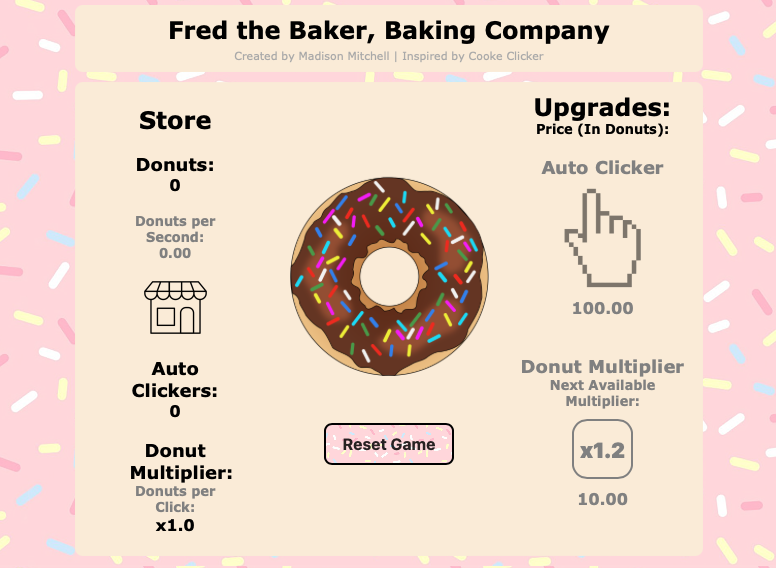 Fred the Baker, Baking Company
Created by Madison Mitchell | Inspired by Cooke Clicker
Store
Donuts:
0
Donuts per
Second:
0.00
Auto
Clickers:
0
Donut
Multiplier:
Donuts per
Click:
x1.0
Reset Game
Upgrades:
Price (In Donuts):
Auto Clicker
100.00
Donut Multiplier
Next Available
Multiplier:
x1.2
10.00